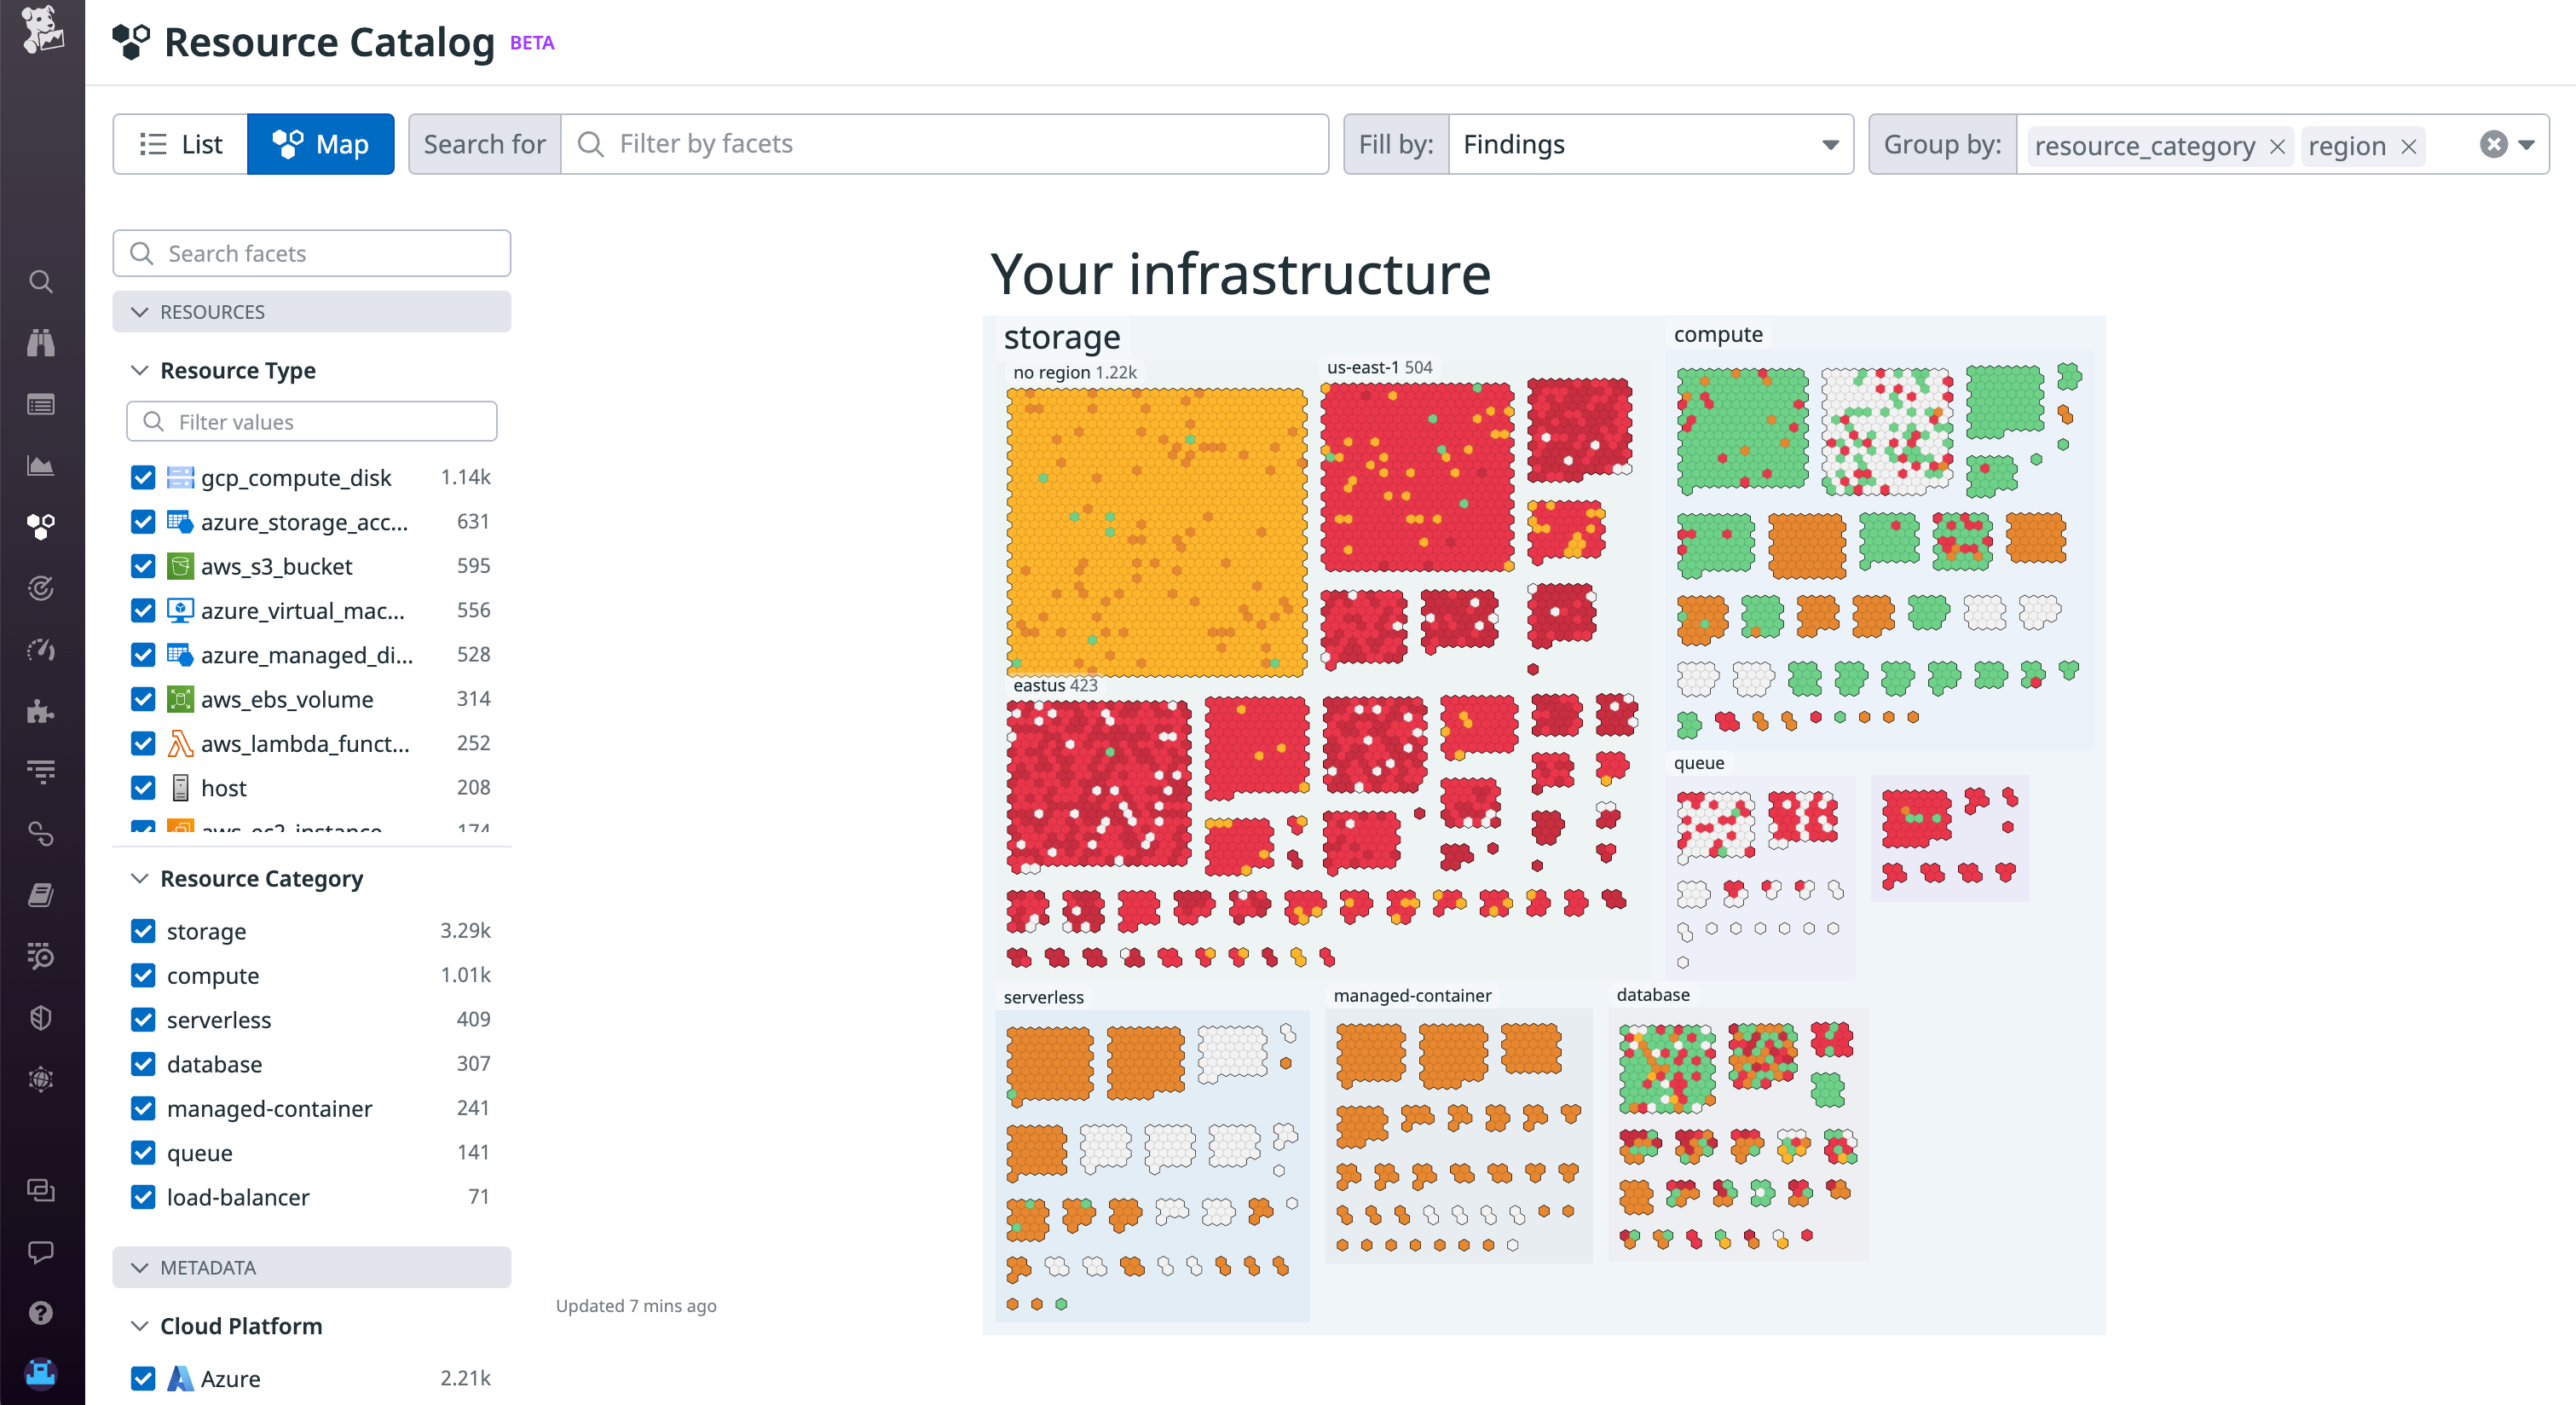 Resource Catalog BETA
List
Map
Search for
Filter by facets
Fill by:
Findings
Group by:
resource_category
region
Search facets
RESOURCES
Resource Type
Filter values
gcp_compute_disk 1.14k
azure_storage_acc... 631
aws_s3_bucket 595
azure_virtual_mac... 556
azure_managed_di... 528
aws_ebs_volume 314
aws_lambda_funct... 252
host 208
aws_ec2_instance 174
Resource Category
storage 3.29k
compute 1.01k
serverless 409
database 307
managed-container 241
queue 141
load-balancer 71
METADATA
Cloud Platform
Azure 2.21k
Updated 7 mins ago
Your infrastructure
storage
no region 1.22k
us-east-1 504
eastus 423
compute
queue
serverless
managed-container
database